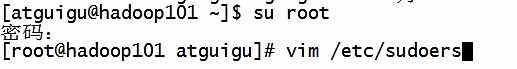 [atguigu@hadoop101 ~]$ su root
密码：
[root@hadoop101 atguigu]# vim /etc/sudoers